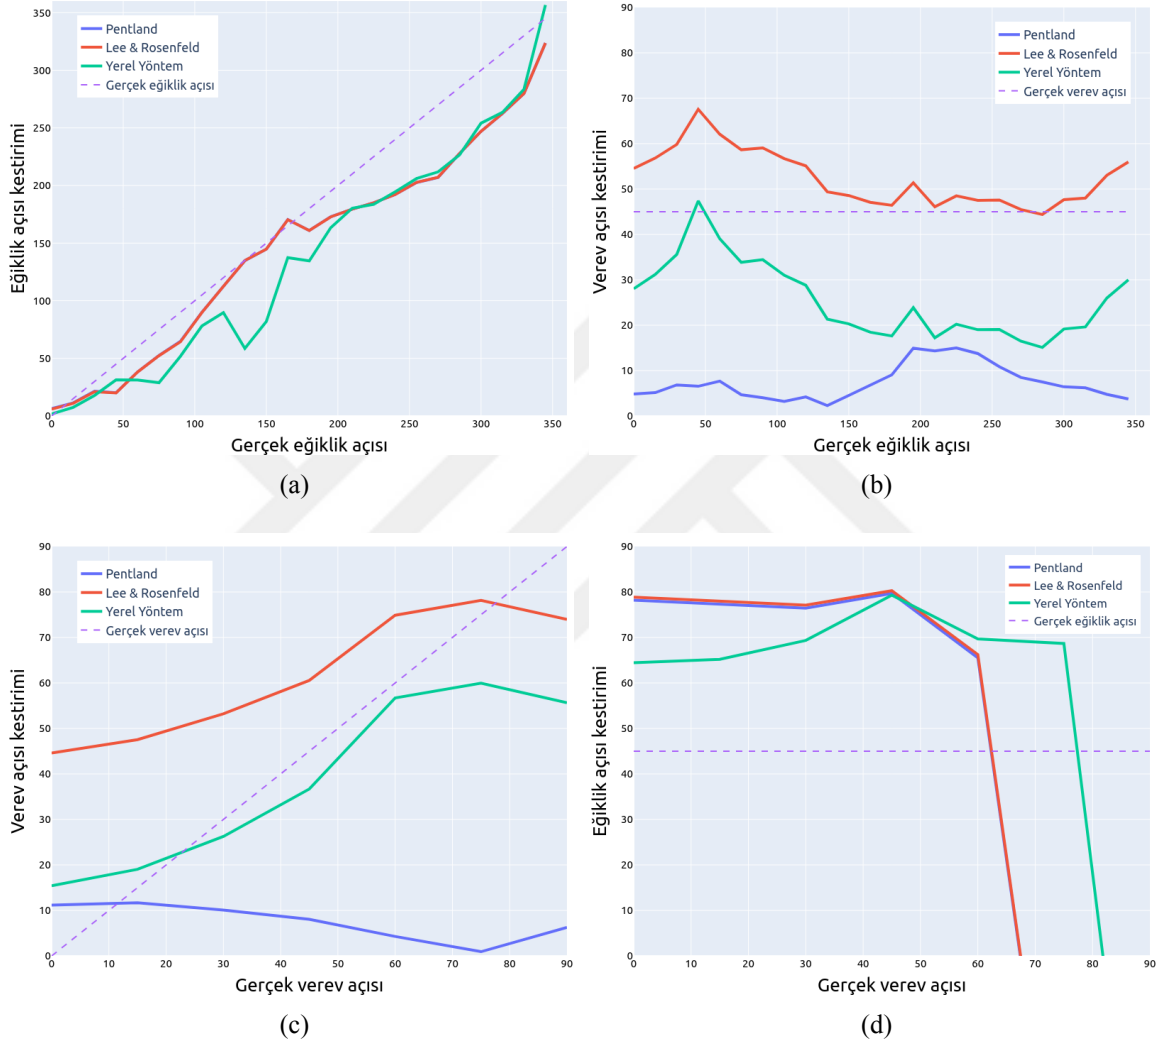 Pentland
Lee & Rosenfeld
Yerel Yöntem
Gerçek eğiklik açısı
Eğiklik açısı kestirimi
350
300
250
200
150
100
50
0
0 50 100 150 200 250 300 350
Gerçek eğiklik açısı
(a)
Pentland
Lee & Rosenfeld
Yerel Yöntem
Gerçek verev açısı
Verev açısı kestirimi
90
80
70
60
50
40
30
20
10
0
0 50 100 150 200 250 300 350
Gerçek eğiklik açısı
(b)
Pentland
Lee & Rosenfeld
Yerel Yöntem
Gerçek verev açısı
Verev açısı kestirimi
90
80
70
60
50
40
30
20
10
0
0 10 20 30 40 50 60 70 80 90
Gerçek verev açısı
(c)
Pentland
Lee & Rosenfeld
Yerel Yöntem
Gerçek eğiklik açısı
Eğiklik açısı kestirimi
90
80
70
60
50
40
30
20
10
0
0 10 20 30 40 50 60 70 80 90
Gerçek verev açısı
(d)